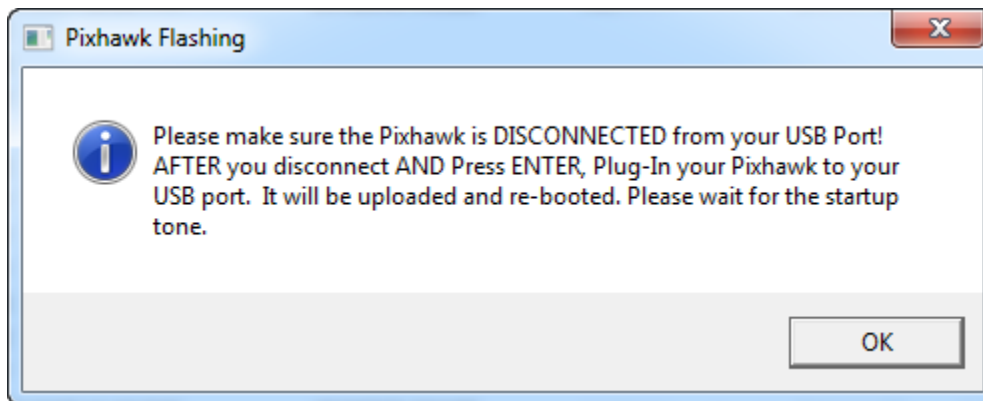 Pixhawk Flashing
Please make sure the Pixhawk is DISCONNECTED from your USB Port!
AFTER you disconnect AND Press ENTER, Plug-In your Pixhawk to your
USB port.  It will be uploaded and re-booted. Please wait for the startup
tone.
OK